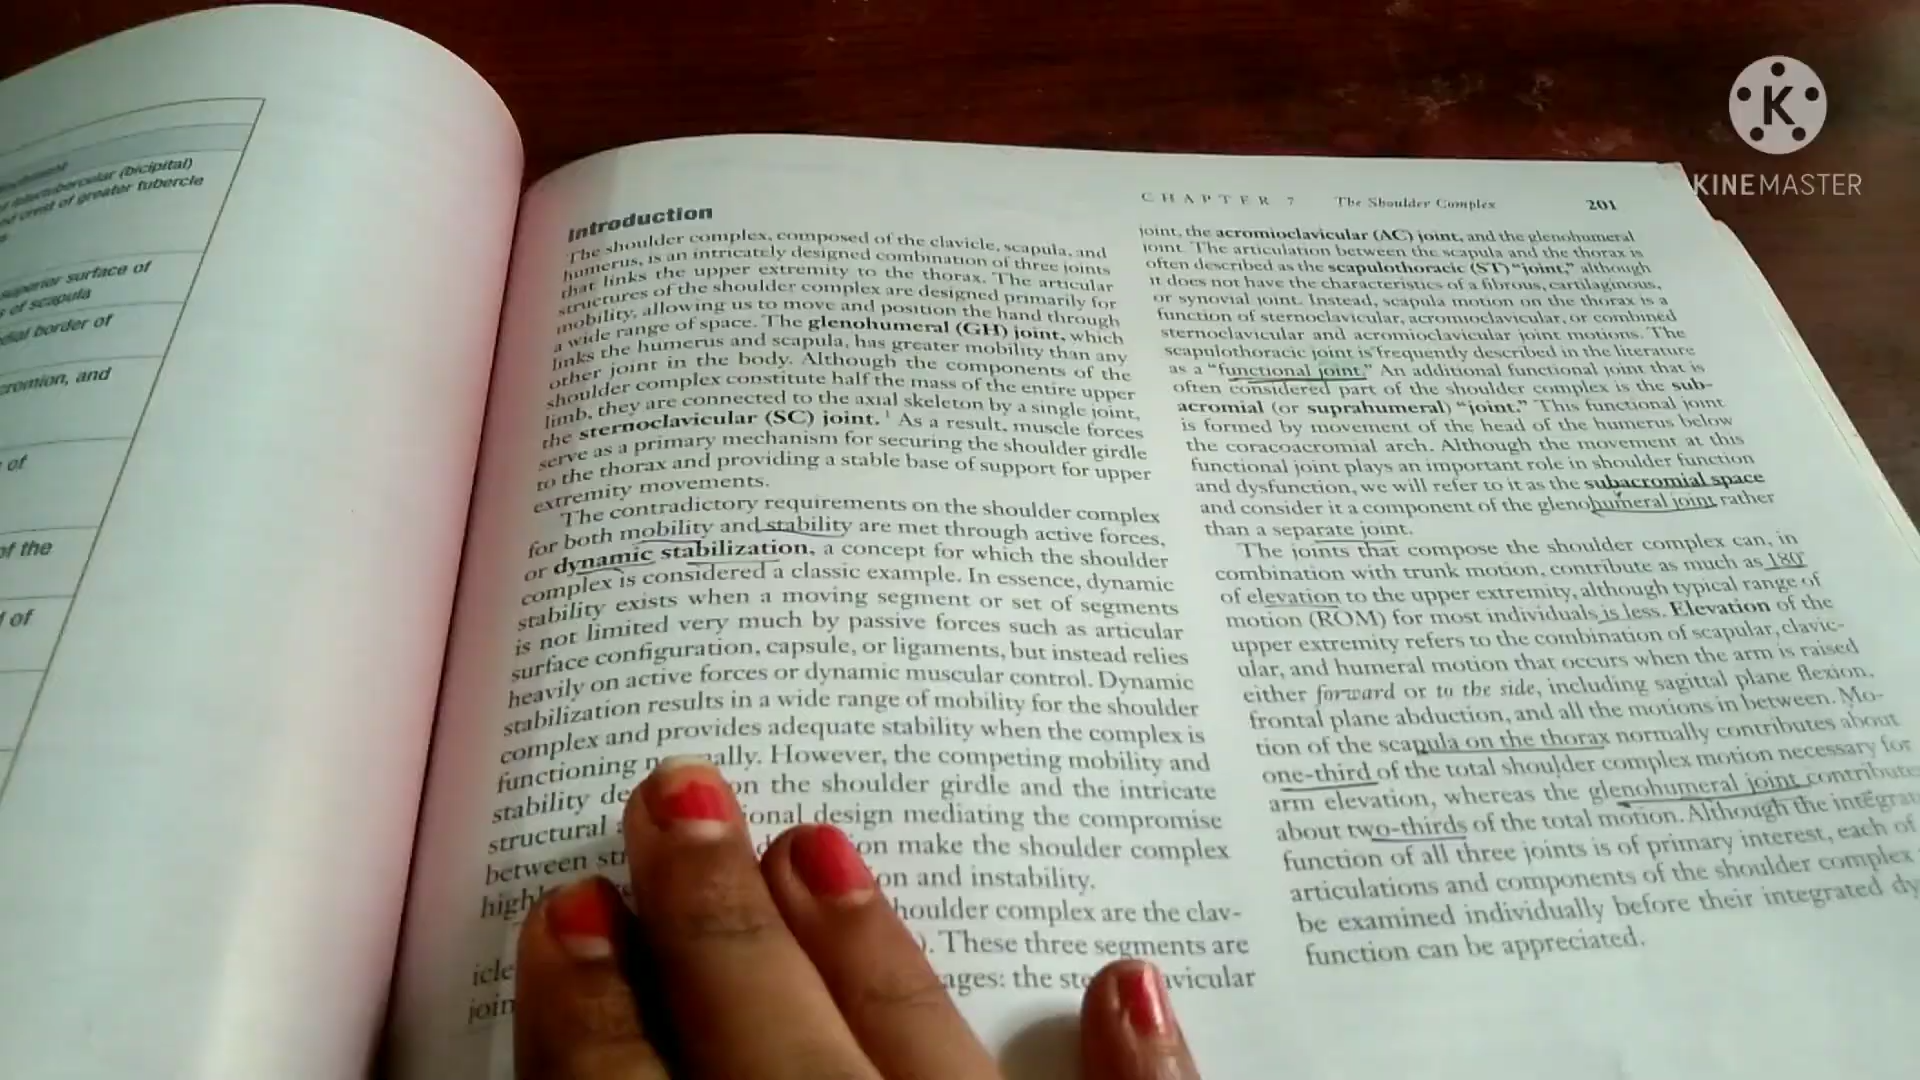 achment
of intertubercular (bicipital)
nd crest of greater tubercle
superior surface of
of scapula
dial border of
cromion, and
of
of the
of
CHAPTER 7 The Shoulder Complex 201
Introduction
The shoulder complex, composed of the clavicle, scapula, and
humerus, is an intricately designed combination of three joints
that links the upper extremity to the thorax. The articular
structures of the shoulder complex are designed primarily for
mobility, allowing us to move and position the hand through
a wide range of space. The glenohumeral (GH) joint, which
links the humerus and scapula, has greater mobility than any
other joint in the body. Although the components of the
shoulder complex constitute half the mass of the entire upper
limb, they are connected to the axial skeleton by a single joint,
the sternoclavicular (SC) joint.1 As a result, muscle forces
serve as a primary mechanism for securing the shoulder girdle
to the thorax and providing a stable base of support for upper
extremity movements.
The contradictory requirements on the shoulder complex
for both mobility and stability are met through active forces,
or dynamic stabilization, a concept for which the shoulder
complex is considered a classic example. In essence, dynamic
stability exists when a moving segment or set of segments
is not limited very much by passive forces such as articular
surface configuration, capsule, or ligaments, but instead relies
heavily on active forces or dynamic muscular control. Dynamic
stabilization results in a wide range of mobility for the shoulder
complex and provides adequate stability when the complex is
functioning normally. However, the competing mobility and
stability de on the shoulder girdle and the intricate
structural onal design mediating the compromise
between on make the shoulder complex
high on and instability.
shoulder complex are the clav-
icle ). These three segments are
join ages: the avicular
joint, the acromioclavicular (AC) joint, and the glenohumeral
joint. The articulation between the scapula and the thorax is
often described as the scapulothoracic (ST) "joint," although
it does not have the characteristics of a fibrous, cartilaginous,
or synovial joint. Instead, scapula motion on the thorax is a
function of sternoclavicular, acromioclavicular, or combined
sternoclavicular and acromioclavicular joint motions. The
scapulothoracic joint is frequently described in the literature
as a "functional joint." An additional functional joint that is
often considered part of the shoulder complex is the sub-
acromial (or suprahumeral) "joint." This functional joint
is formed by movement of the head of the humerus below
the coracoacromial arch. Although the movement at this
functional joint plays an important role in shoulder function
and dysfunction, we will refer to it as the subacromial space
and consider it a component of the glenohumeral joint rather
than a separate joint.
The joints that compose the shoulder complex can, in
combination with trunk motion, contribute as much as 180°
of elevation to the upper extremity, although typical range of
motion (ROM) for most individuals is less. Elevation of the
upper extremity refers to the combination of scapular, clavic-
ular, and humeral motion that occurs when the arm is raised
either forward or to the side, including sagittal plane flexion,
frontal plane abduction, and all the motions in between. Mo-
tion of the scapula on the thorax normally contributes about
one-third of the total shoulder complex motion necessary for
arm elevation, whereas the glenohumeral joint contribute
about two-thirds of the total motion. Although the integrat
function of all three joints is of primary interest, each of
articulations and components of the shoulder complex
be examined individually before their integrated dy
function can be appreciated.
K
KINEMASTER